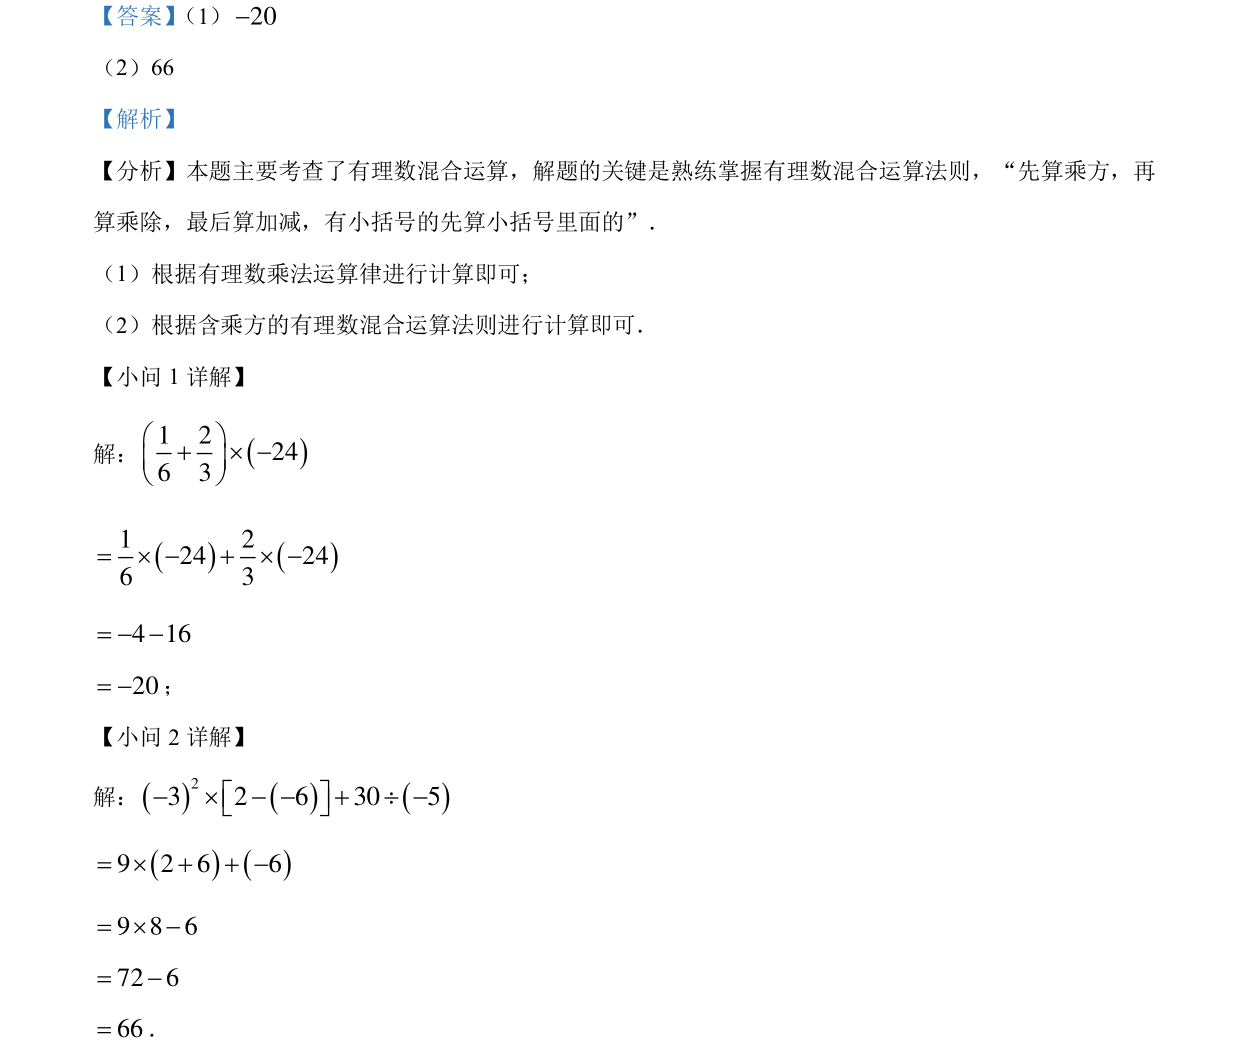 【答案】（1）−20
（2）66
【解析】
【分析】本题主要考查了有理数混合运算，解题的关键是熟练掌握有理数混合运算法则，“先算乘方，再
算乘除，最后算加减，有小括号的先算小括号里面的”．
（1）根据有理数乘法运算律进行计算即可；
（2）根据含乘方的有理数混合运算法则进行计算即可．
【小问 1 详解】
解：(1/6+2/3)×(−24)
=1/6×(−24)+2/3×(−24)
=−4−16
=−20；
【小问 2 详解】
解：(−3)²×[2−(−6)]+30÷(−5)
=9×(2+6)+(−6)
=9×8−6
=72−6
=66．